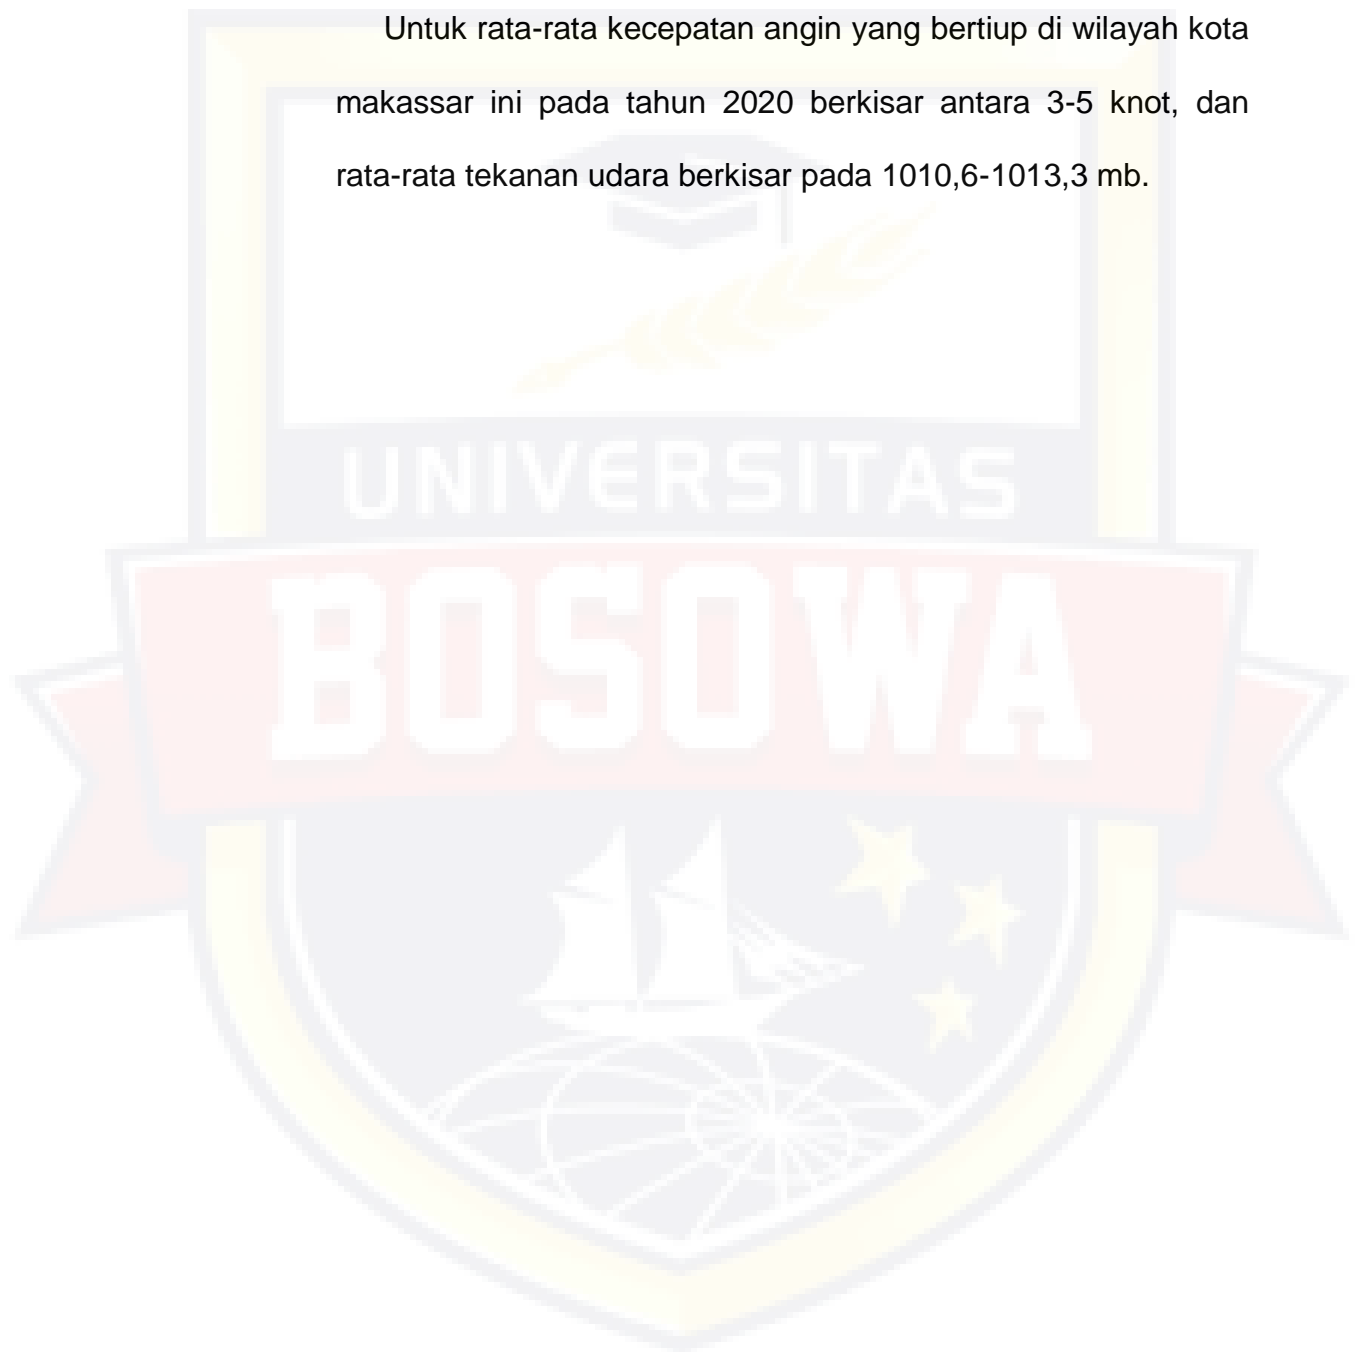 Untuk rata-rata kecepatan angin yang bertiup di wilayah kota
makassar ini pada tahun 2020 berkisar antara 3-5 knot, dan
rata-rata tekanan udara berkisar pada 1010,6-1013,3 mb.
UNIVERSITAS
BOSOWA